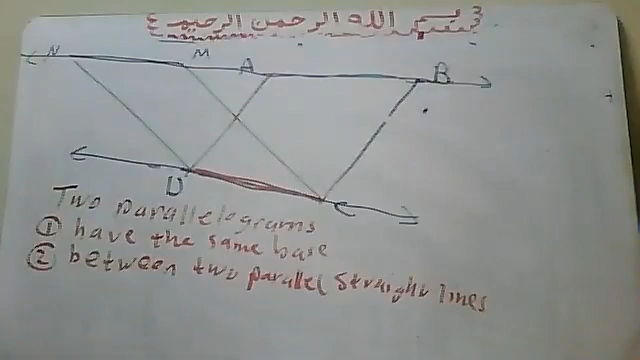 بسم الله الرحمن الرحيم
N M A B
D C
Two parallelograms
① have the same base
② between two parallel straight lines